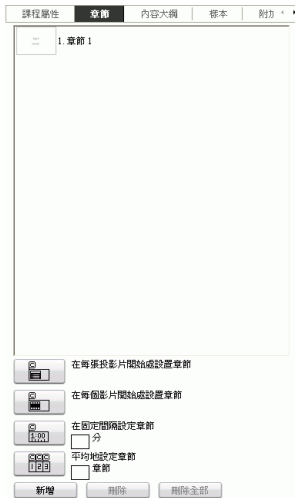 課程屬性 章節 內容大綱 樣本 附加
1. 章節 1
在每張投影片開始處設置章節
在每個影片開始處設置章節
在固定間隔設定章節
1:00
分
平均地設定章節
1 2 3
章節
新增 刪除 刪除全部